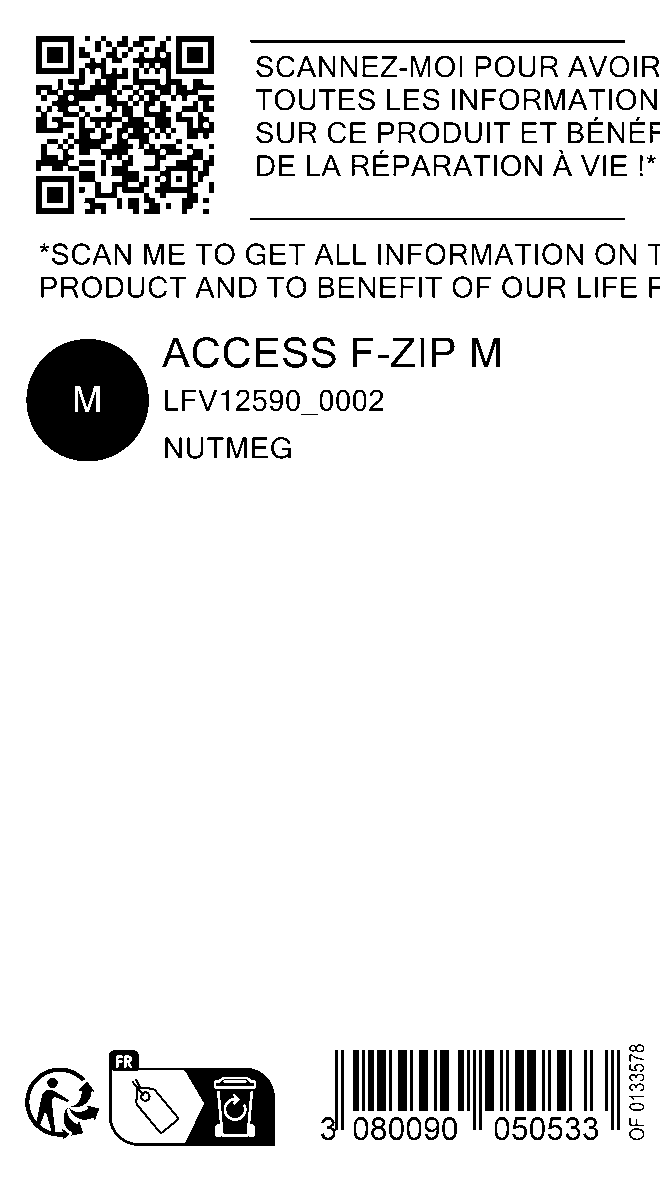 SCANNEZ-MOI POUR AVOIR
TOUTES LES INFORMATION
SUR CE PRODUIT ET BÉNÉF
DE LA RÉPARATION À VIE !*
*SCAN ME TO GET ALL INFORMATION ON T
PRODUCT AND TO BENEFIT OF OUR LIFE
M
ACCESS F-ZIP M
LFV12590_0002
NUTMEG
FR
3 080090 050533
OF 0133578